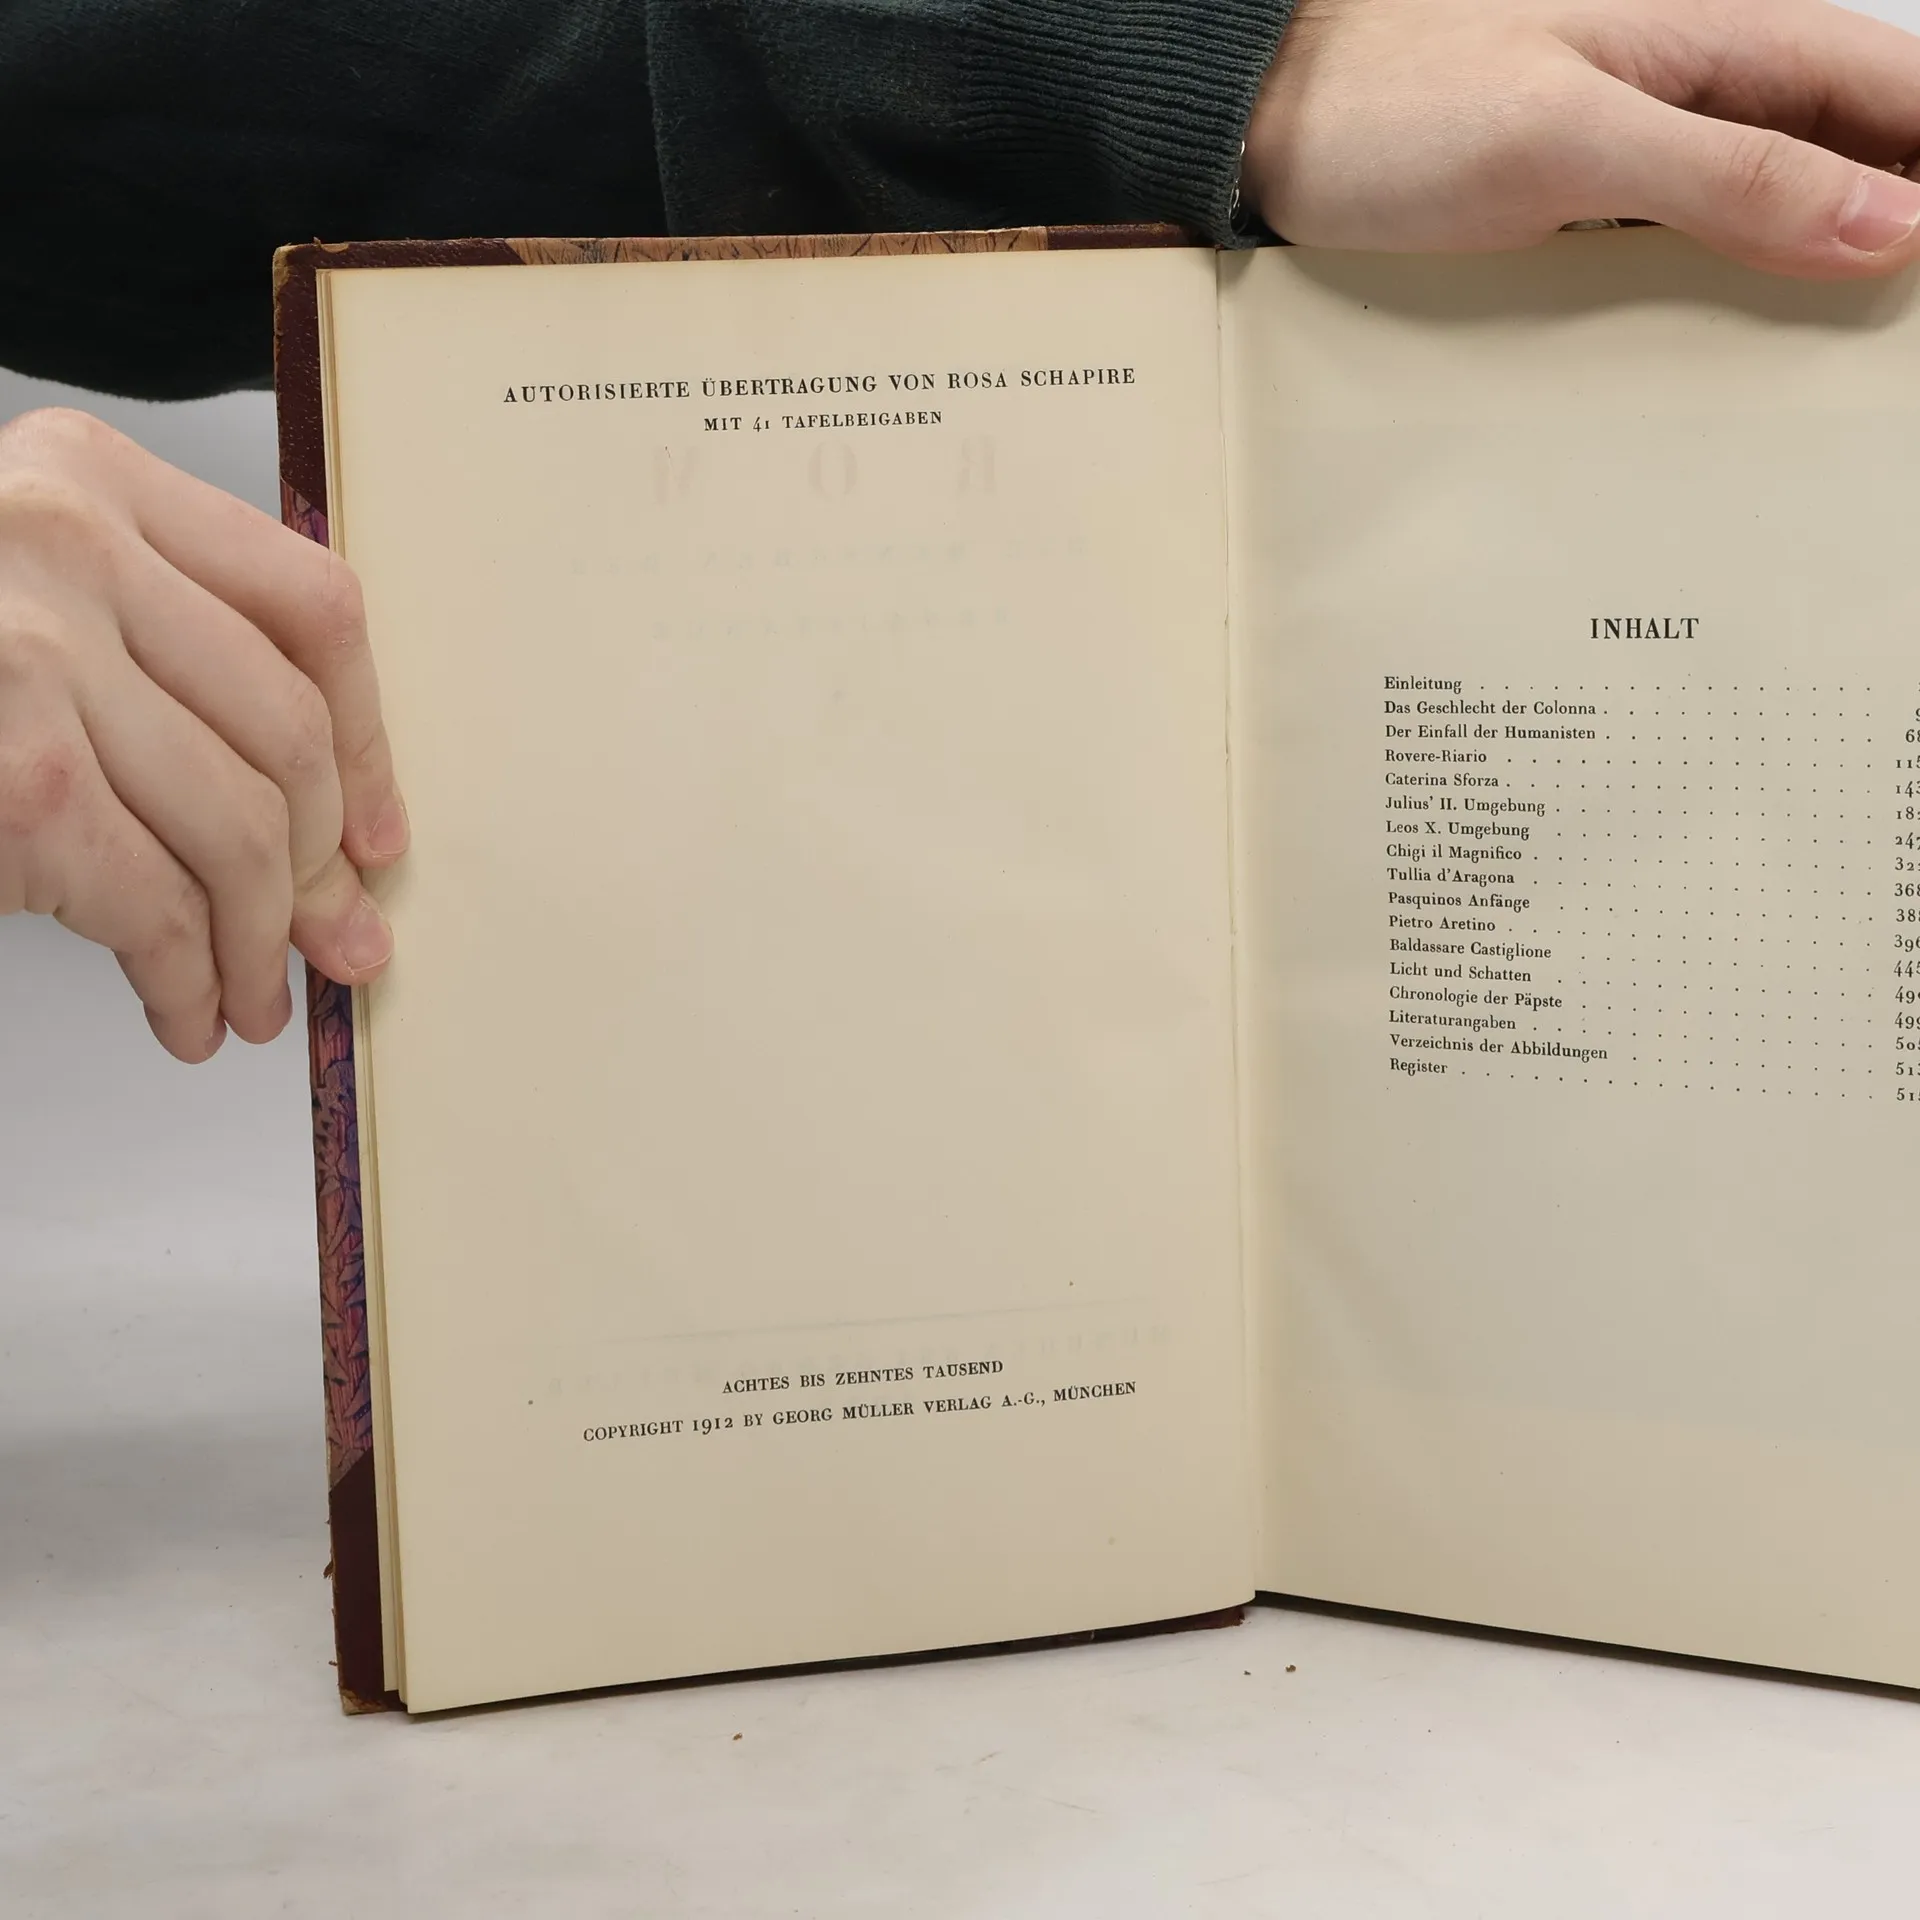 AUTORISIERTE ÜBERTRAGUNG VON ROSA SCHAPIRE
MIT 41 TAFELBEIGABEN
ROM
ACHTES BIS ZEHNTES TAUSEND
COPYRIGHT 1912 BY GEORG MÜLLER VERLAG A.-G., MÜNCHEN
INHALT
Einleitung
Das Geschlecht der Colonna
Der Einfall der Humanisten
Rovere-Riario
Caterina Sforza
Julius' II. Umgebung
Leos X. Umgebung
Chigi il Magnifico
Tullia d'Aragona
Pasquinos Anfänge
Pietro Aretino
Baldassare Castiglione
Licht und Schatten
Chronologie der Päpste
Literaturangaben
Verzeichnis der Abbildungen
Register